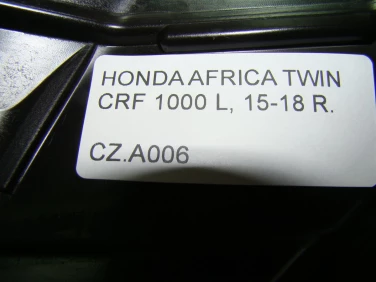 HONDA AFRICA TWIN
CRF 1000 L, 15-18 R.
CZ.A006